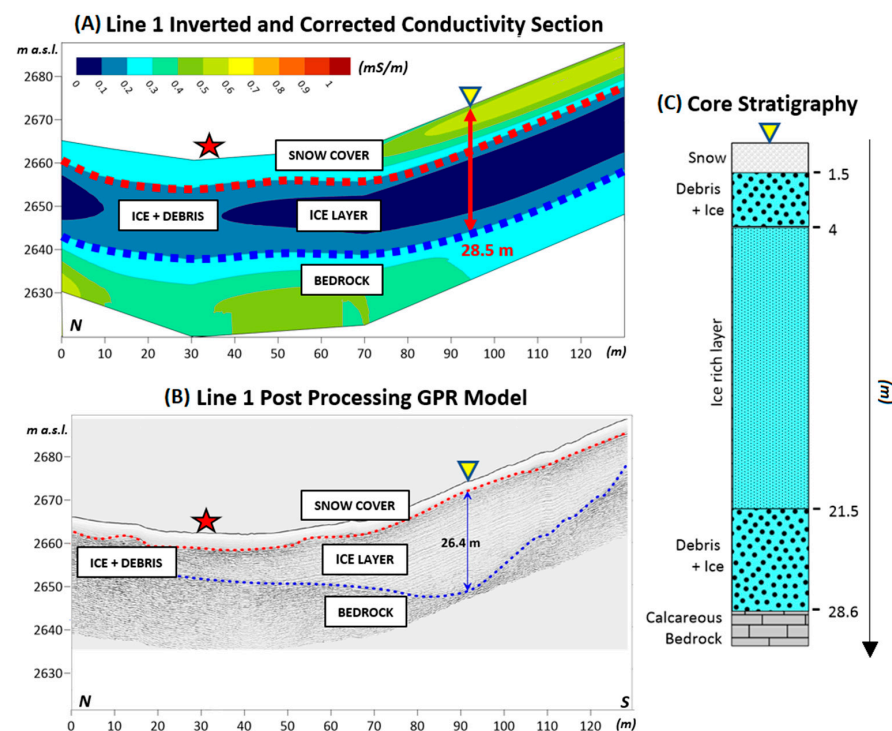 (A) Line 1 Inverted and Corrected Conductivity Section
m a.s.l.
(mS/m)
0 0.1 0.2 0.3 0.4 0.5 0.6 0.7 0.8 0.9 1
2680
2670
2660
2650
2640
2630
SNOW COVER
ICE + DEBRIS
ICE LAYER
28.5 m
BEDROCK
N
0 10 20 30 40 50 60 70 80 90 100 110 120 (m)
(B) Line 1 Post Processing GPR Model
m a.s.l.
2680
2670
2660
2650
2640
2630
SNOW COVER
26.4 m
ICE + DEBRIS
ICE LAYER
BEDROCK
N
S
0 10 20 30 40 50 60 70 80 90 100 110 120 (m)
(C) Core Stratigraphy
Snow
1.5
Debris
+ Ice
4
Ice rich layer
(m)
21.5
Debris
+ Ice
28.6
Calcareous
Bedrock